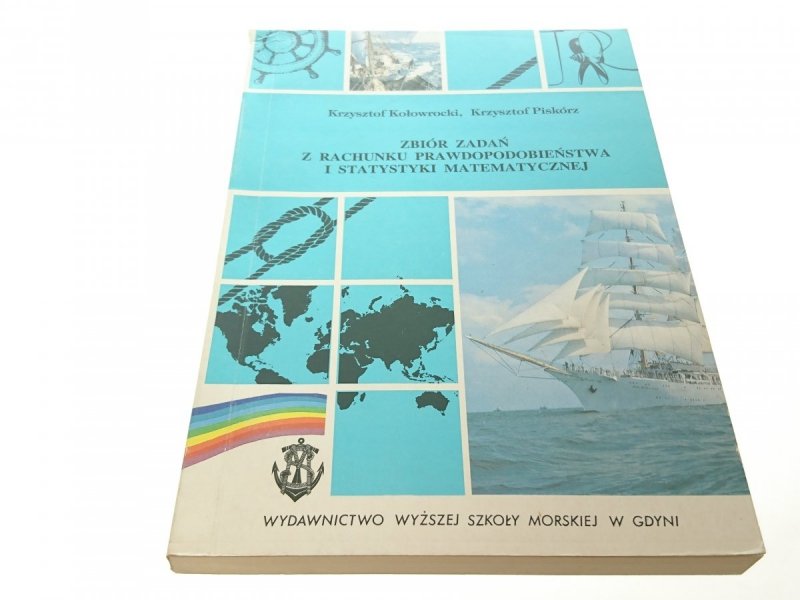 Krzysztof Kołowrocki, Krzysztof Piskórz
ZBIÓR ZADAŃ
Z RACHUNKU PRAWDOPODOBIEŃSTWA
I STATYSTYKI MATEMATYCZNEJ
WYDAWNICTWO WYŻSZEJ SZKOŁY MORSKIEJ W GDYNI